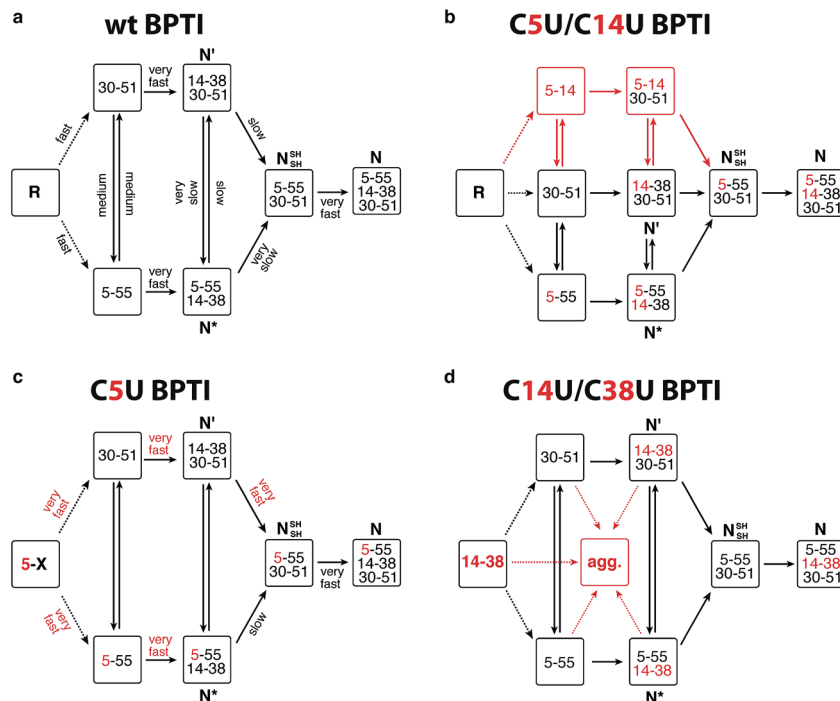 a
wt BPTI
N'
30-51
very
fast
14-38
30-51
fast
slow
R
medium
medium
very
slow
slow
N SH SH
5-55
30-51
very
fast
N
5-55
14-38
30-51
fast
5-55
very
fast
5-55
14-38
very
slow
N*
b
C5U/C14U BPTI
5-14
5-14
30-51
R
30-51
14-38
30-51
N'
N SH SH
5-55
30-51
N
5-55
14-38
30-51
5-55
5-55
14-38
N*
c
C5U BPTI
N'
30-51
very
fast
14-38
30-51
very
fast
very
fast
5-X
N SH SH
5-55
30-51
very
fast
N
5-55
14-38
30-51
very
fast
5-55
very
fast
5-55
14-38
slow
N*
d
C14U/C38U BPTI
N'
30-51
14-38
30-51
14-38
agg.
N SH SH
5-55
30-51
N
5-55
14-38
30-51
5-55
5-55
14-38
N*